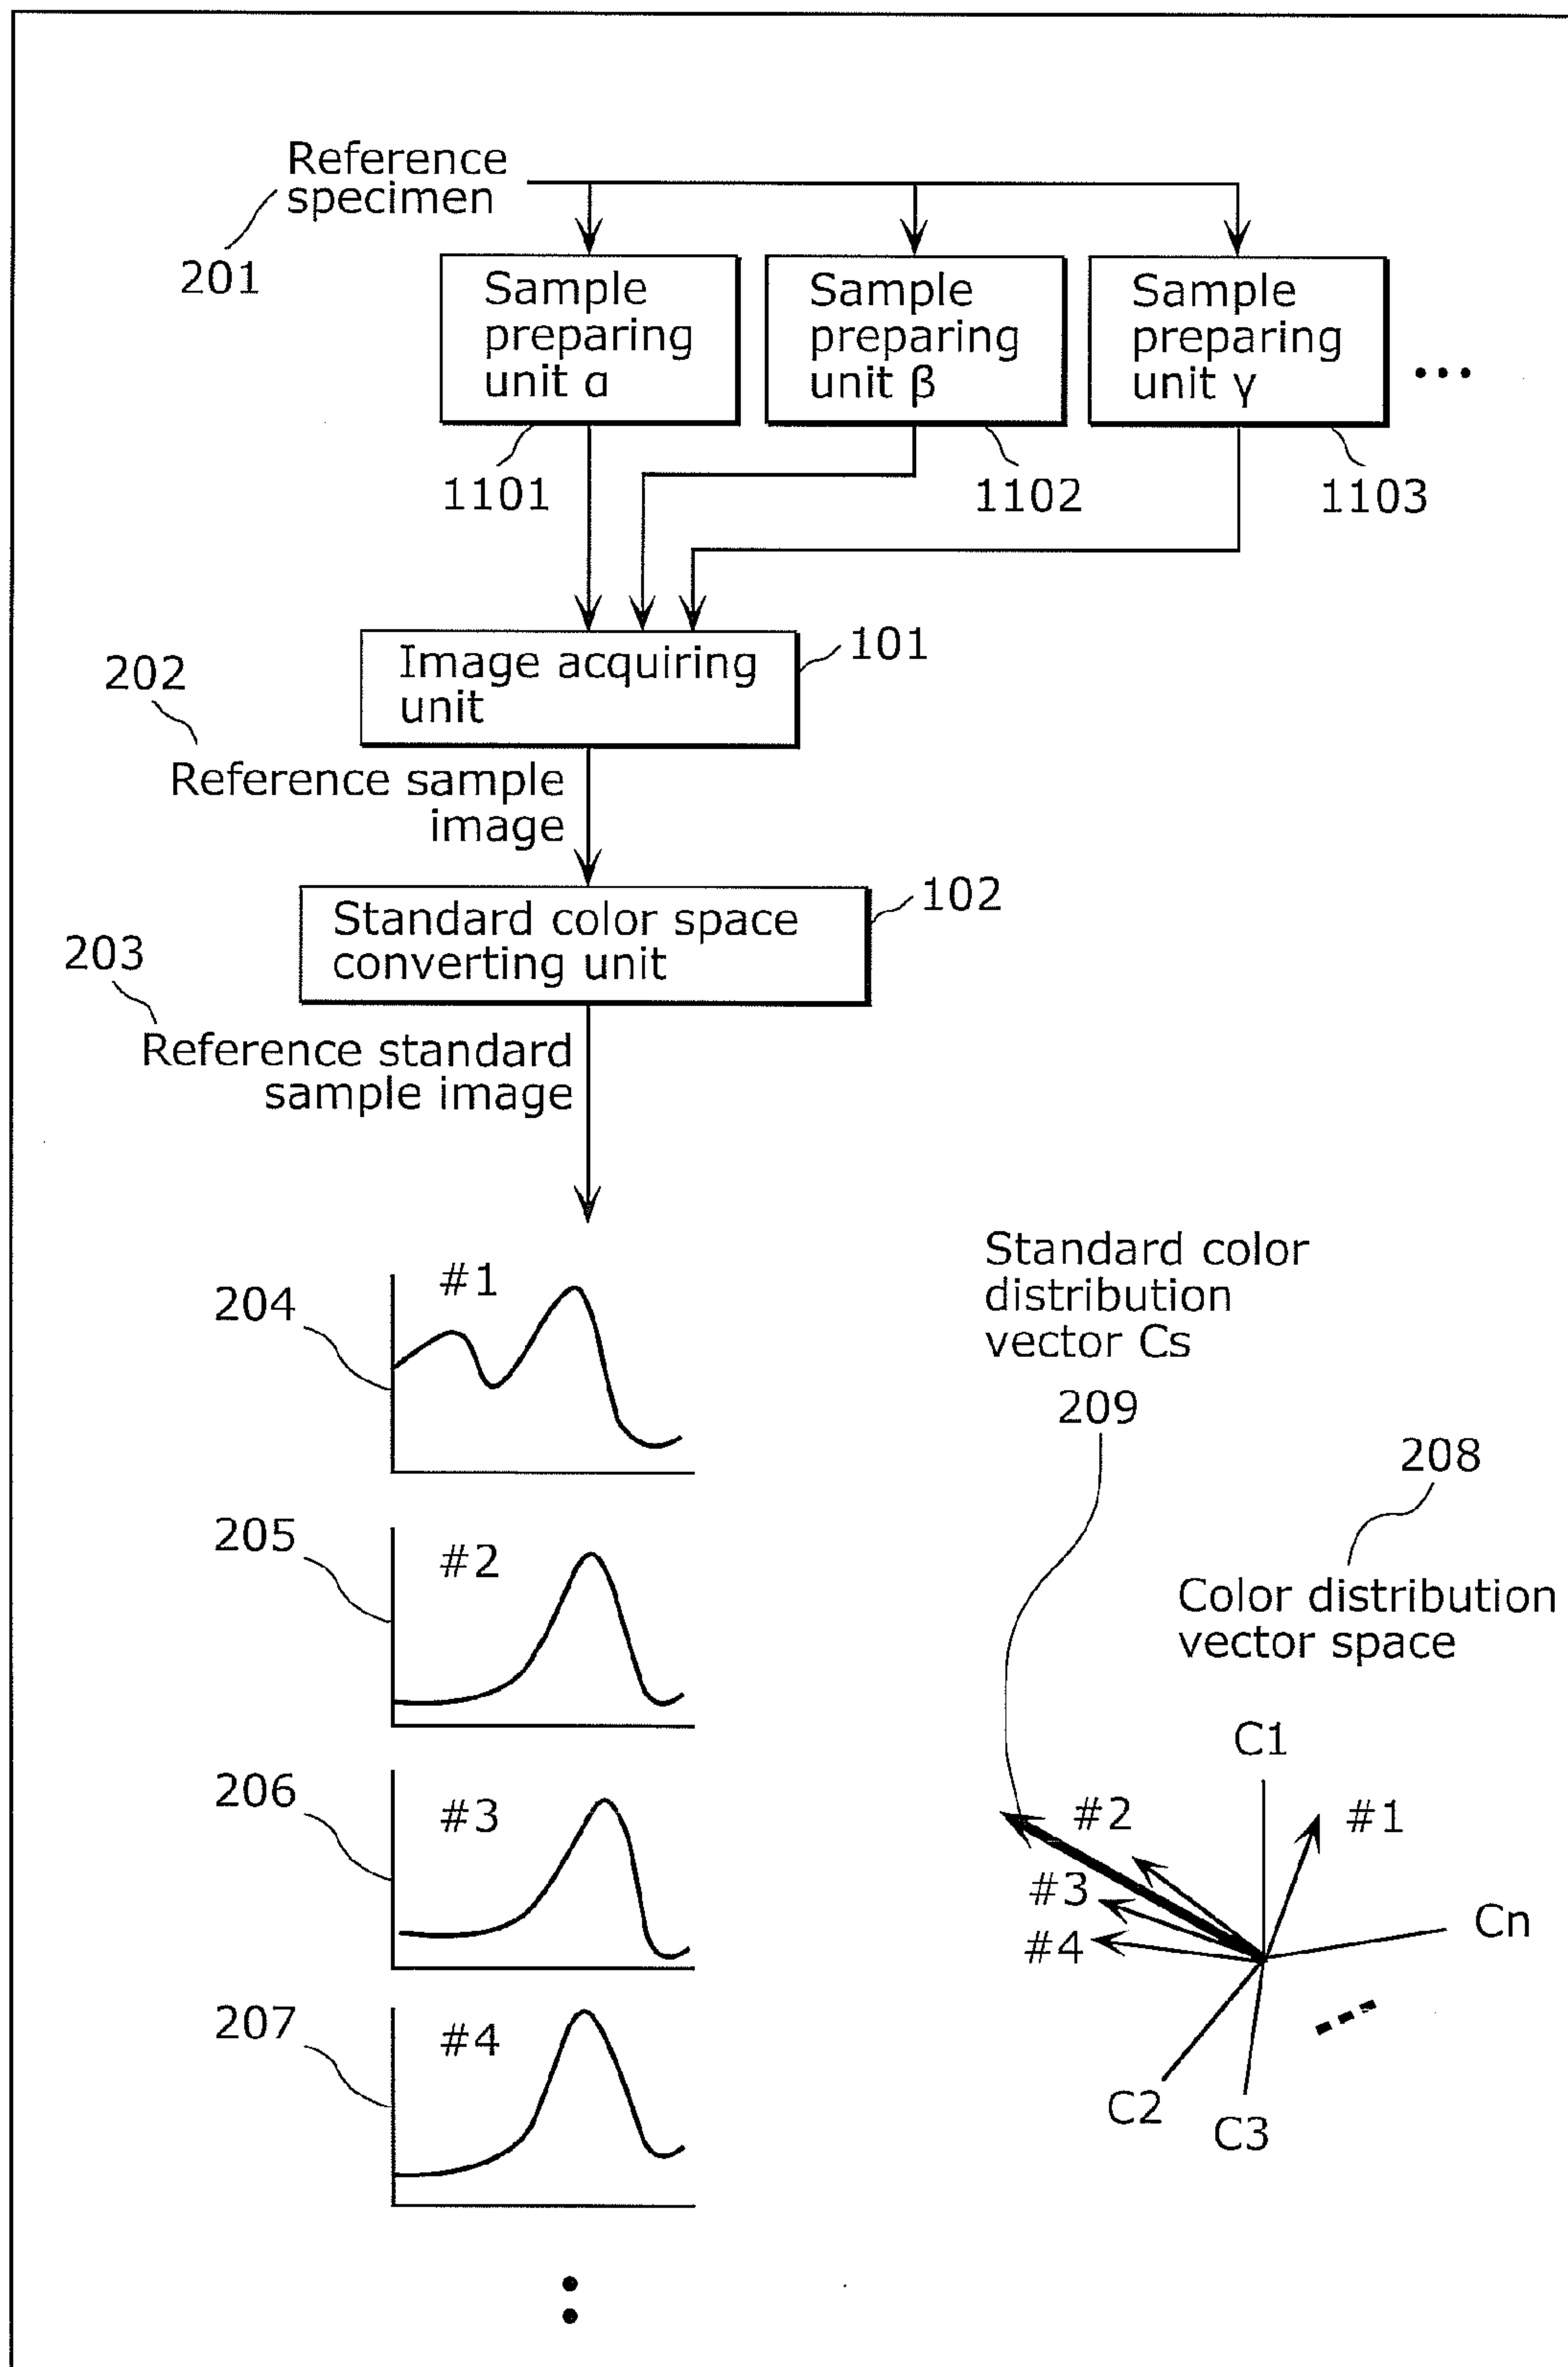 Reference
specimen
201
Sample
preparing
unit α
Sample
preparing
unit β
Sample
preparing
unit γ
...
1101
1102
1103
Image acquiring
unit
101
202
Reference sample
image
Standard color space
converting unit
102
203
Reference standard
sample image
#1
204
#2
205
#3
206
#4
207
Standard color
distribution
vector Cs
209
208
Color distribution
vector space
C1
#2
#1
#3
#4
Cn
C2
C3